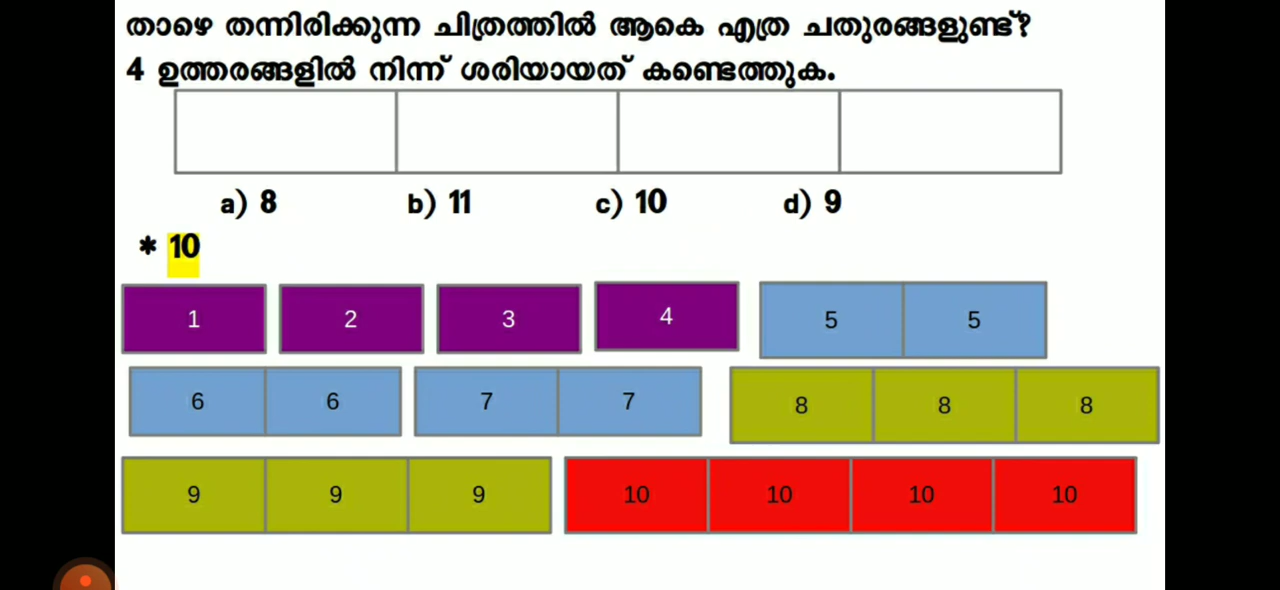 താഴെ തന്നിരിക്കുന്ന ചിത്രത്തിൽ ആകെ എത്ര ചതുരങ്ങളുണ്ട്?
4 ഉത്തരങ്ങളിൽ നിന്ന് ശരിയായത് കണ്ടെത്തുക.
a) 8 b) 11 c) 10 d) 9
* 10
1 2 3 4 5 5
6 6 7 7 8 8 8
9 9 9 10 10 10 10